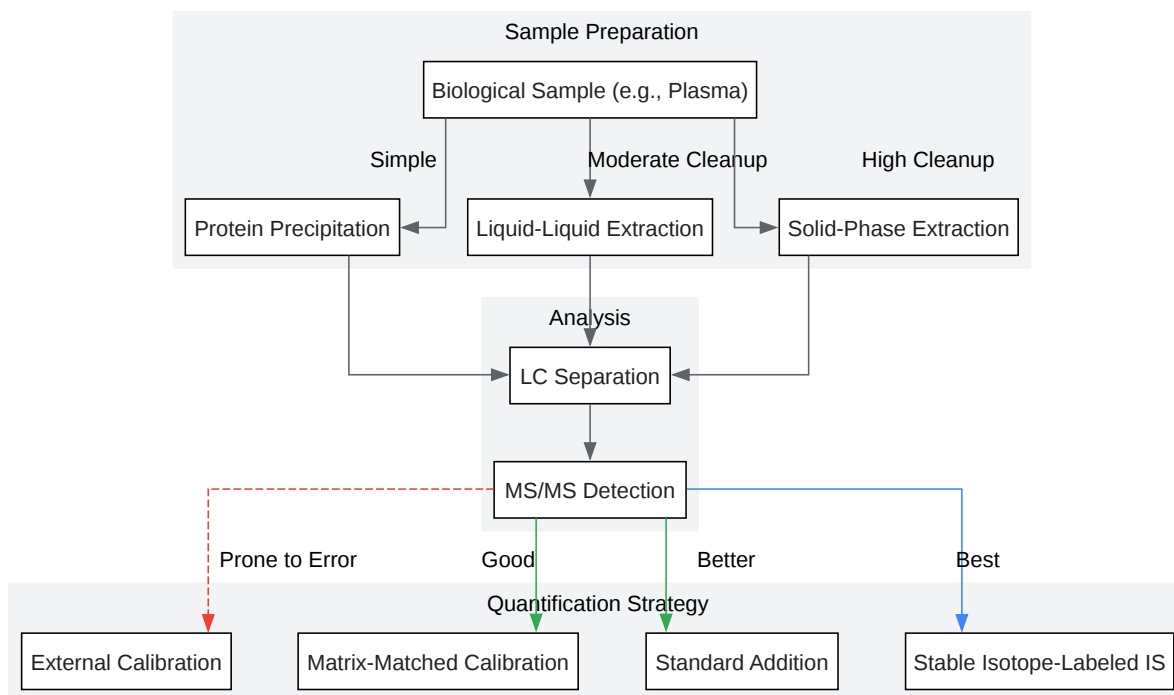 Sample Preparation
Biological Sample (e.g., Plasma)
Simple
Moderate Cleanup
High Cleanup
Protein Precipitation
Liquid-Liquid Extraction
Solid-Phase Extraction
Analysis
LC Separation
MS/MS Detection
Prone to Error
Good
Better
Best
Quantification Strategy
External Calibration
Matrix-Matched Calibration
Standard Addition
Stable Isotope-Labeled IS